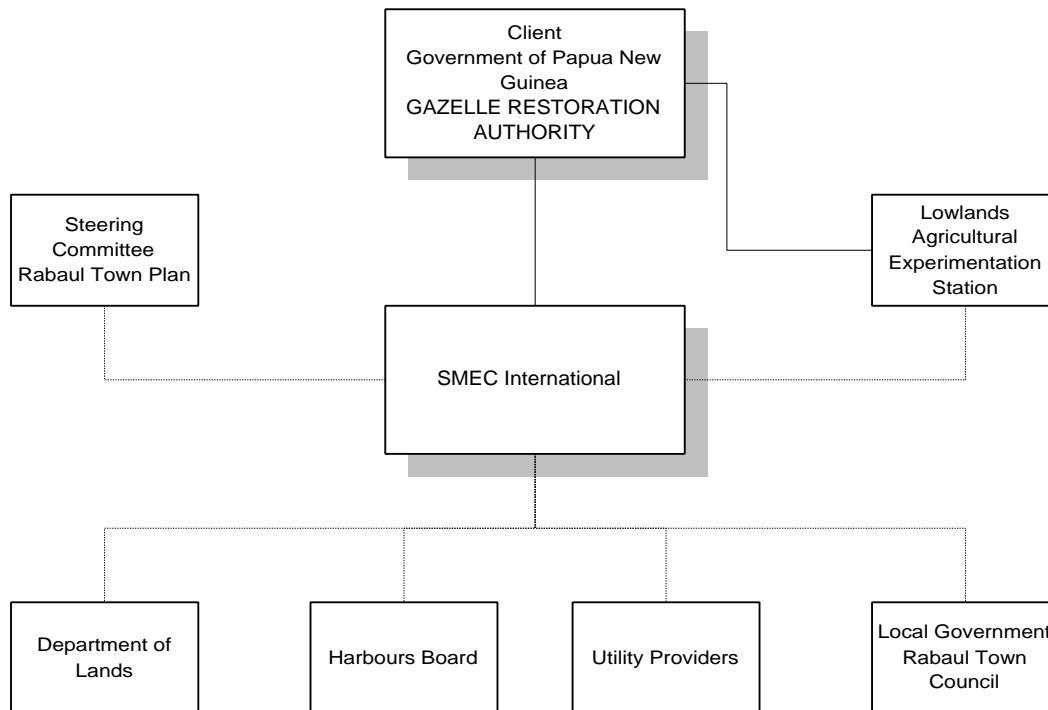 Client
Government of Papua New
Guinea
GAZELLE RESTORATION
AUTHORITY
Steering
Committee
Rabaul Town Plan
Lowlands
Agricultural
Experimentation
Station
SMEC International
Department of
Lands
Harbours Board
Utility Providers
Local Government
Rabaul Town
Council